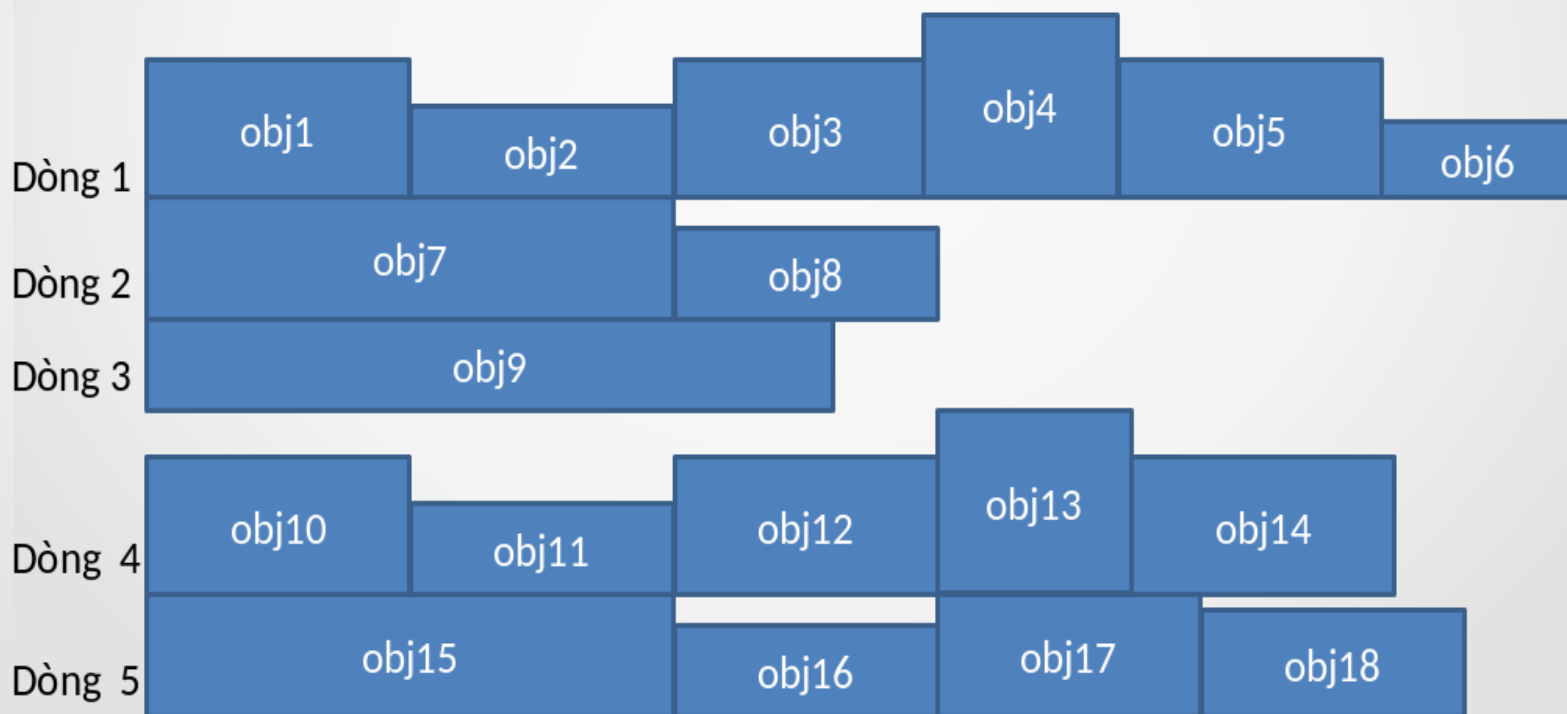 Dòng 1 obj1 obj2 obj3 obj4 obj5 obj6
Dòng 2 obj7 obj8
Dòng 3 obj9
Dòng 4 obj10 obj11 obj12 obj13 obj14
Dòng 5 obj15 obj16 obj17 obj18